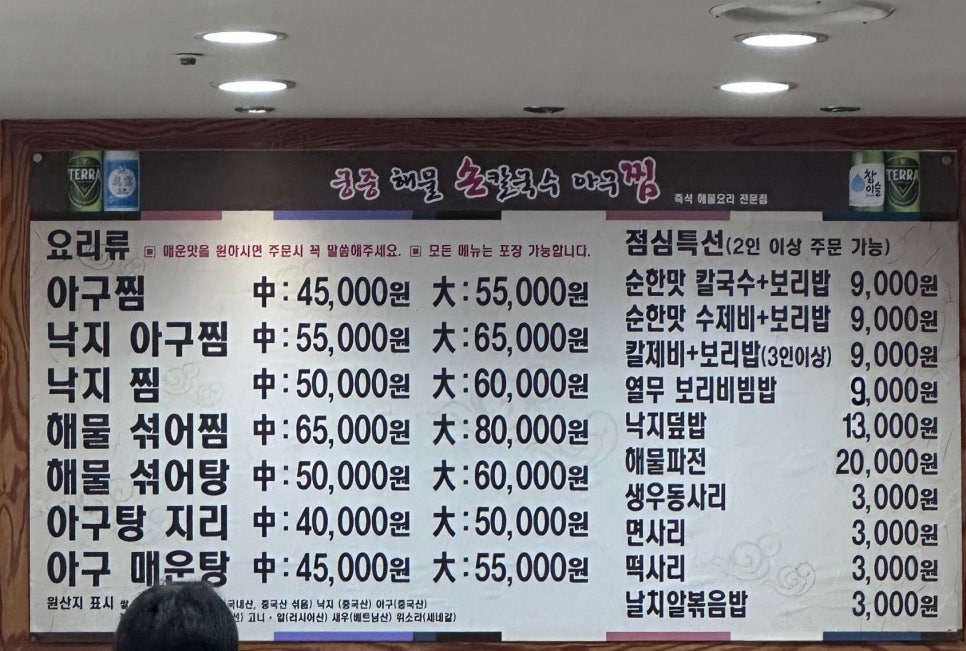 TERRA
궁중 해물 손칼국수 아구찜
즉석 해물요리 전문점
참이슬
TERRA
요리류 ▣ 매운맛을 원하시면 주문시 꼭 말씀해주세요. ▣ 모든 메뉴는 포장 가능합니다.
아구찜 中:45,000원 大:55,000원
낙지 아구찜 中:55,000원 大:65,000원
낙지 찜 中:50,000원 大:60,000원
해물 섞어찜 中:65,000원 大:80,000원
해물 섞어탕 中:50,000원 大:60,000원
아구탕 지리 中:40,000원 大:50,000원
아구 매운탕 中:45,000원 大:55,000원
원산지 표시 국내산, 중국산 섞음) 낙지 (중국산) 아구(중국산)
고니·알(러시아산) 새우(베트남산) 위소라(세네갈)
점심특선(2인 이상 주문 가능)
순한맛 칼국수+보리밥 9,000원
순한맛 수제비+보리밥 9,000원
칼제비+보리밥(3인이상) 9,000원
열무 보리비빔밥 9,000원
낙지덮밥 13,000원
해물파전 20,000원
생우동사리 3,000원
면사리 3,000원
떡사리 3,000원
날치알볶음밥 3,000원